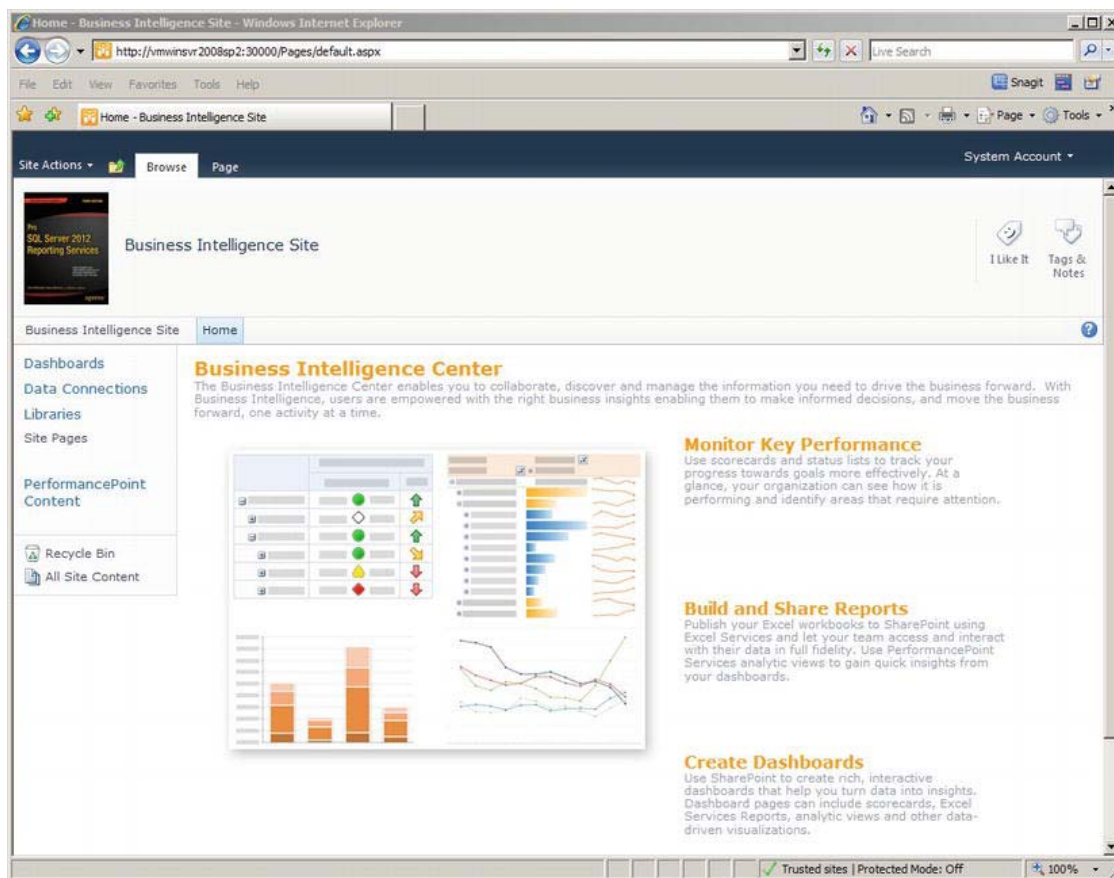 Home - Business Intelligence Site - Windows Internet Explorer
http://vmwinsvr2008sp2:30000/Pages/default.aspx
Live Search
File Edit View Favorites Tools Help
Snagit
Home - Business Intelligence Site
Page
Tools
Site Actions
Browse
Page
System Account
Pro
SQL Server 2012
Reporting Services
Business Intelligence Site
I Like It
Tags &
Notes
Business Intelligence Site
Home
Dashboards
Data Connections
Libraries
Site Pages
PerformancePoint
Content
Recycle Bin
All Site Content
Business Intelligence Center
The Business Intelligence Center enables you to collaborate, discover and manage the information you need to drive the business forward. With
Business Intelligence, users are empowered with the right business insights enabling them to make informed decisions, and move the business
forward, one activity at a time.
Monitor Key Performance
Use scorecards and status lists to track your
progress towards goals more effectively. At a
glance, your organization can see how it is
performing and identify areas that require attention.
Build and Share Reports
Publish your Excel workbooks to SharePoint using
Excel Services and let your team access and interact
with their data in full fidelity. Use PerformancePoint
Services analytic views to gain quick insights from
your dashboards.
Create Dashboards
Use SharePoint to create rich, interactive
dashboards that help you turn data into insights.
Dashboard pages can include scorecards, Excel
Services Reports, analytic views and other data-
driven visualizations.
Trusted sites | Protected Mode: Off
100%